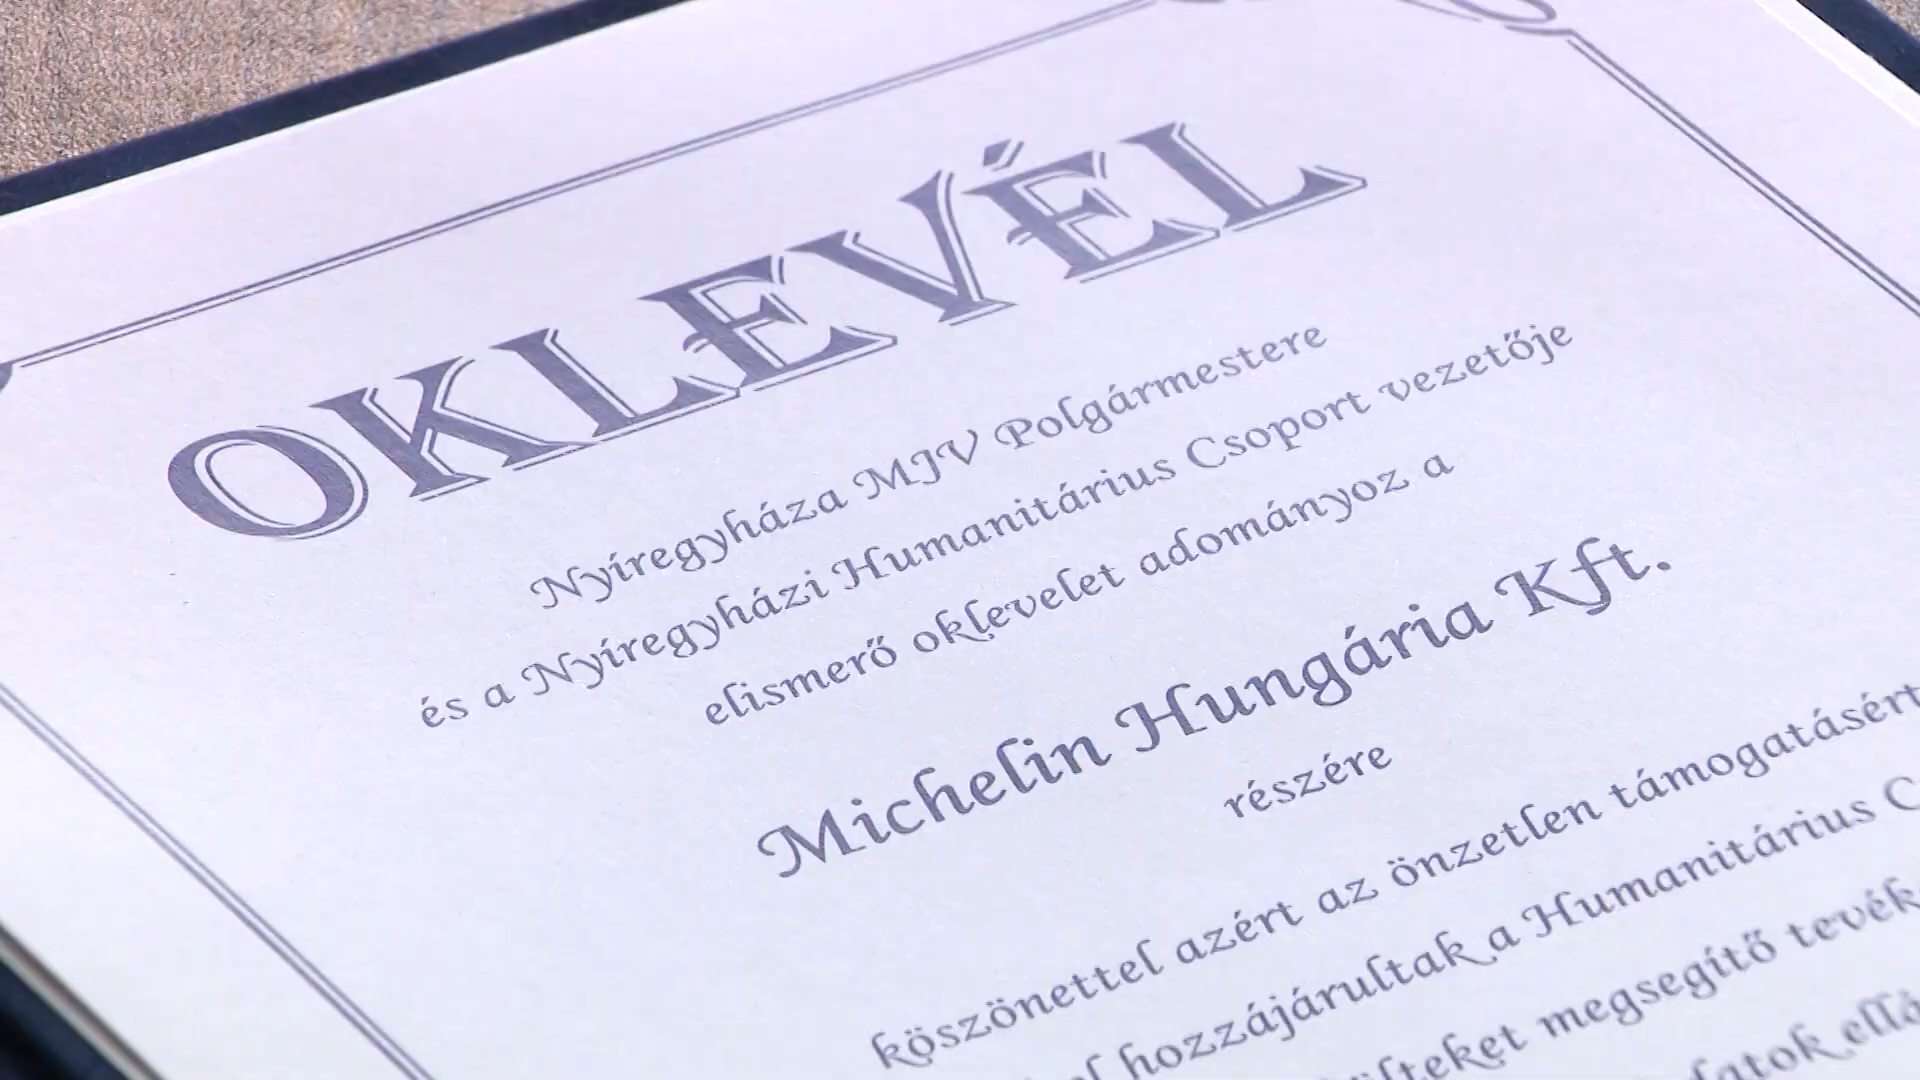 OKLEVÉL
Nyíregyháza MJV Polgármestere
és a Nyíregyházi Humanitárius Csoport vezetője
elismerő oklevelet adományoz a
Michelin Hungária Kft.
részére
köszönettel azért az önzetlen támogatásért
hozzájárultak a Humanitárius
megsegítő